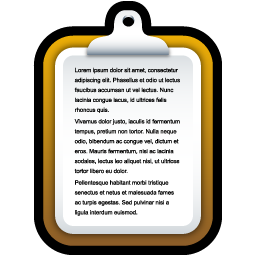 Lorem ipsum dolor sit amet, consectetur
adipiscing elit. Phasellus et odio ut lectus
faucibus accumsan ut vel ipsum. Nunc
lacinia congue lacus, id ultrices felis
rhoncus quis.
Vivamus dolor justo, iaculis id fermentum
tempus, pretium non tortor. Nulla neque
odio, bibendum ac congue vel, dictum et
eros. Mauris fermentum, nisi et mattis ac lacinia
sodales, lectus leo aliquet nisl, ut ultrices
tortor libero eu dolor.
Pellentesque habitant morbi tristique
senectus et netus et malesuada fames
ac turpis egestas. Sed pulvinar nisi a
ligula interdum euismod.